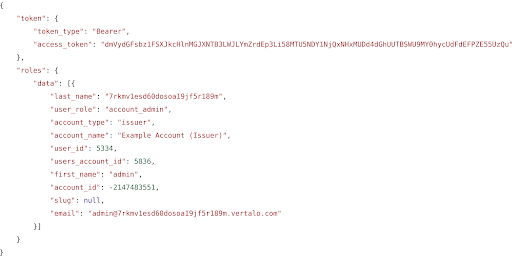 {
    "token": {
        "token_type": "Bearer",
        "access_token": "dmVydGFsbz1FSXJkcHlnMGJXNTB3LWJLYmZrdEp3Li58MTU5NDY1NjQxNHxMUDd4dGhUUTBSWU9MY0hycUdFdEFPZE55UzQu"
    },
    "roles": {
        "data": [{
            "last_name": "7rkmv1esd60dosoa19jf5r189m",
            "user_role": "account_admin",
            "account_type": "issuer",
            "account_name": "Example Account (Issuer)",
            "user_id": 5334,
            "users_account_id": 5836,
            "first_name": "admin",
            "account_id": -2147483551,
            "slug": null,
            "email": "admin@7rkmv1esd60dosoa19jf5r189m.vertalo.com"
        }]
    }
}